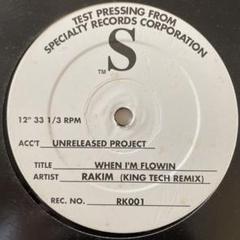 TEST PRESSING FROM
SPECIALTY RECORDS CORPORATION
S
TM
12" 33 1/3 RPM
ACC'T UNRELEASED PROJECT
TITLE WHEN I'M FLOWIN
ARTIST RAKIM (KING TECH REMIX)
REC. NO. RK001